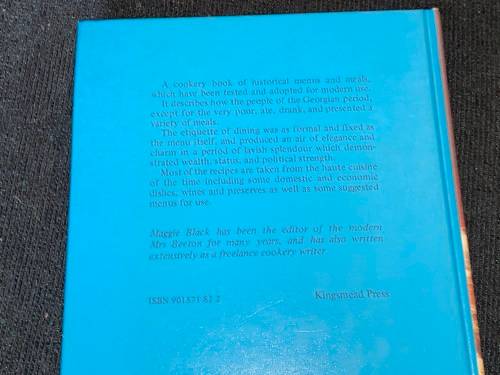 A cookery book of historical menus and meals,
which have been tested and adopted for modern use.
It describes how the people of the Georgian period,
except for the very poor, ate, drank, and presented a
variety of meals.
The etiquette of dining was as formal and fixed as
the menu itself, and produced an air of elegance and
charm in a period of lavish splendour which demon-
strated wealth, status, and political strength.
Most of the recipes are taken from the haute cuisine
of the time including some domestic and economic
dishes, wines and preserves as well as some suggested
menus for use.
Maggie Black has been the editor of the modern
Mrs Beeton for many years, and has also written
extensively as a freelance cookery writer.
ISBN 901571 82 2 Kingsmead Press